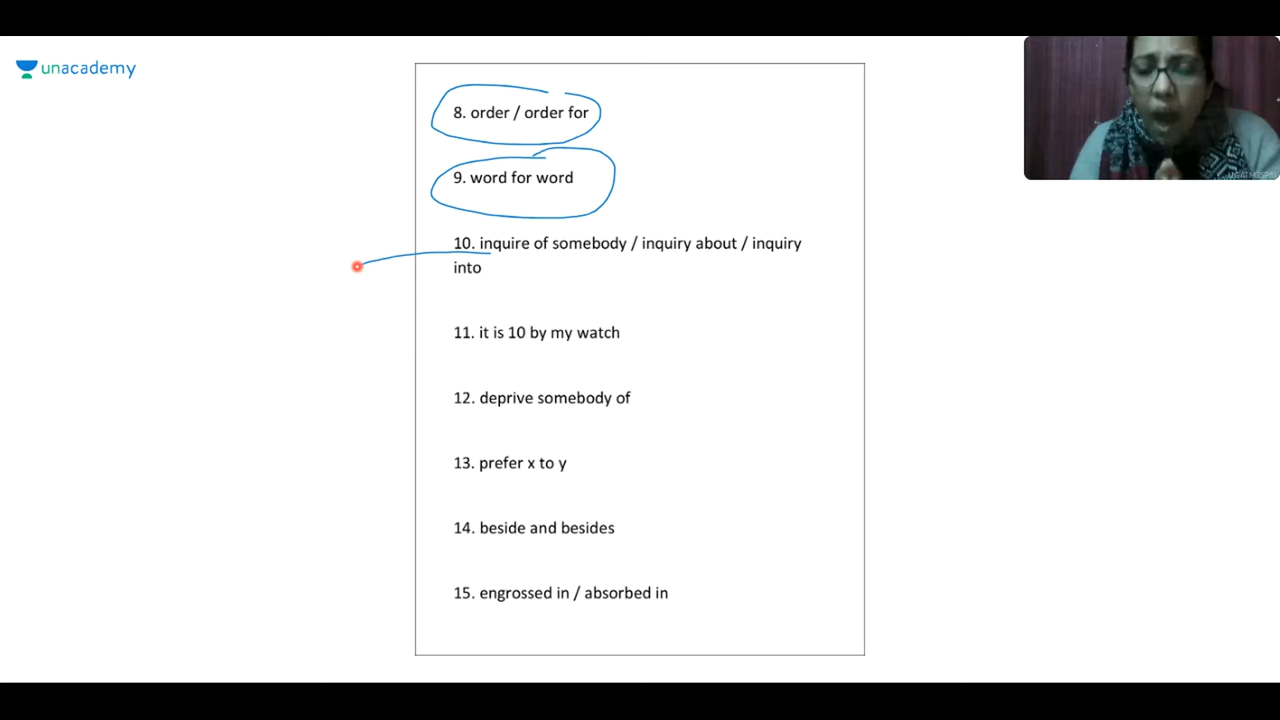 unacademy
8. order / order for
9. word for word
10. inquire of somebody / inquiry about / inquiry
into
11. it is 10 by my watch
12. deprive somebody of
13. prefer x to y
14. beside and besides
15. engrossed in / absorbed in